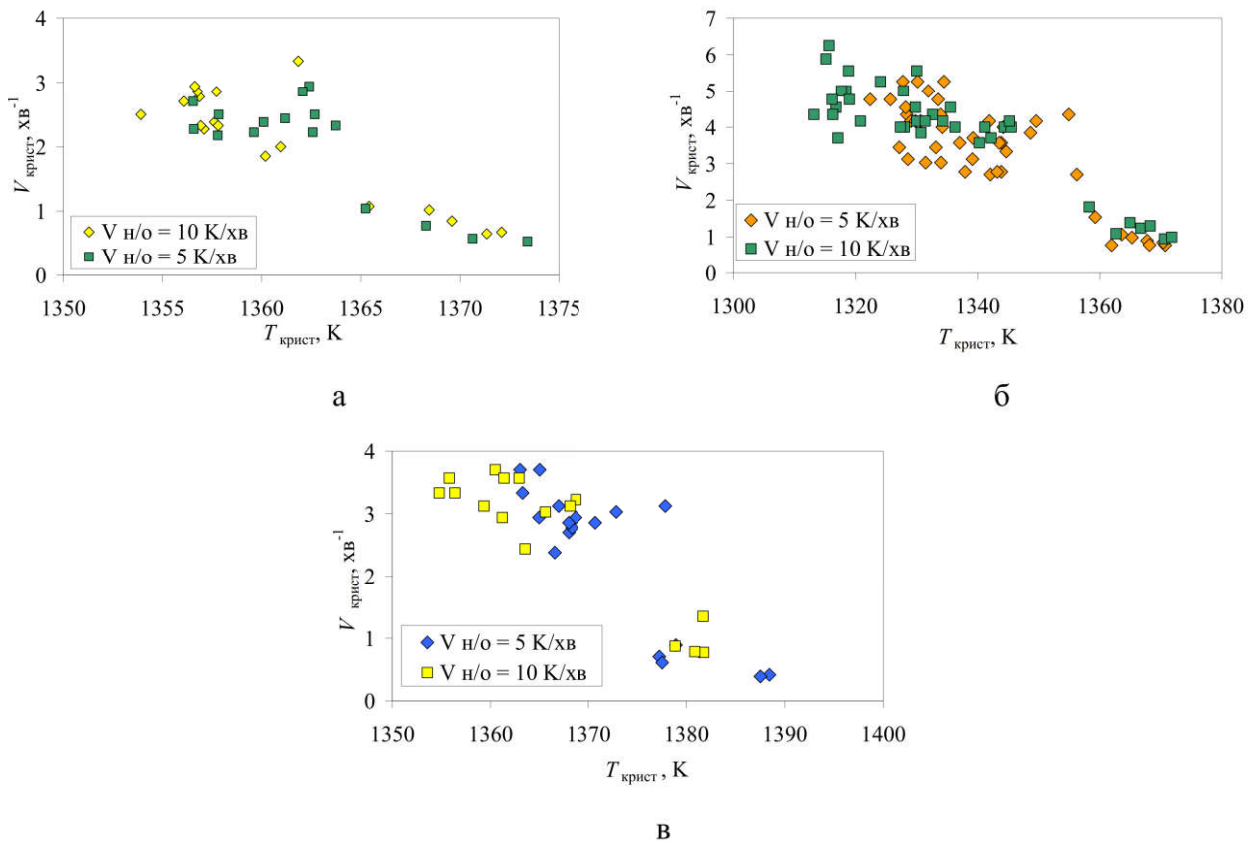 4
3
2
1
0
V крист, хв⁻¹
V н/о = 10 К/хв
V н/о = 5 К/хв
1350 1355 1360 1365 1370 1375
T крист, К
а
7
6
5
4
3
2
1
0
V крист, хв⁻¹
V н/о = 5 К/хв
V н/о = 10 К/хв
1300 1320 1340 1360 1380
T крист, К
б
4
3
2
1
0
V крист, хв⁻¹
V н/о = 5 К/хв
V н/о = 10 К/хв
1350 1360 1370 1380 1390 1400
T крист , К
в